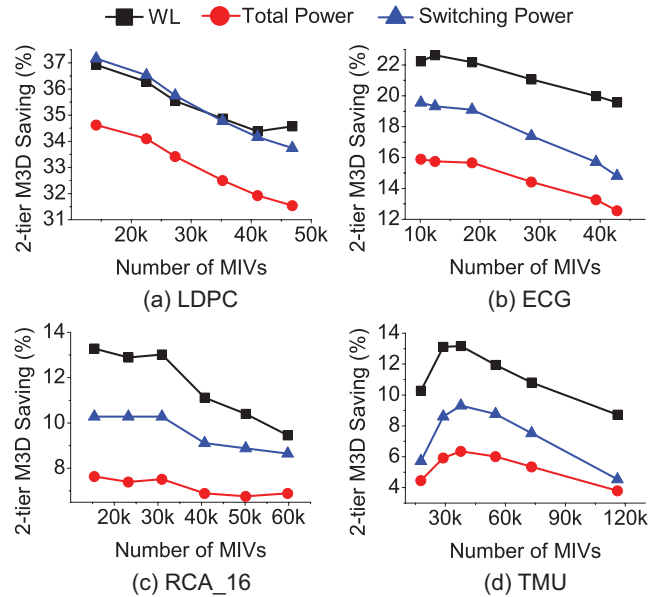 WL Total Power Switching Power
2-tier M3D Saving (%)
37
36
35
34
33
32
31
20k 30k 40k 50k
Number of MIVs
(a) LDPC
2-tier M3D Saving (%)
24
22
20
18
16
14
12
10k 20k 30k 40k
Number of MIVs
(b) ECG
2-tier M3D Saving (%)
14
12
10
8
20k 30k 40k 50k 60k
Number of MIVs
(c) RCA_16
2-tier M3D Saving (%)
14
12
10
8
6
4
30k 60k 90k 120k
Number of MIVs
(d) TMU